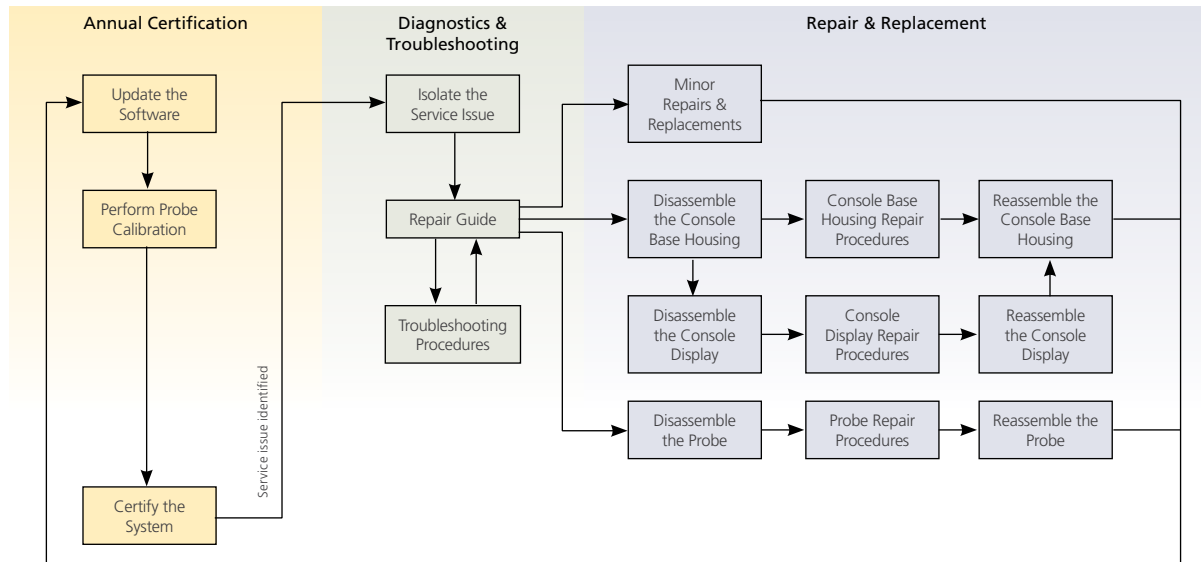 Annual Certification
Update the
Software
Perform Probe
Calibration
Certify the
System
Service issue identified
Diagnostics &
Troubleshooting
Isolate the
Service Issue
Repair Guide
Troubleshooting
Procedures
Repair & Replacement
Minor
Repairs &
Replacements
Disassemble
the Console
Base Housing
Console Base
Housing Repair
Procedures
Reassemble the
Console Base
Housing
Disassemble
the Console
Display
Console
Display Repair
Procedures
Reassemble
the Console
Display
Disassemble
the Probe
Probe Repair
Procedures
Reassemble the
Probe